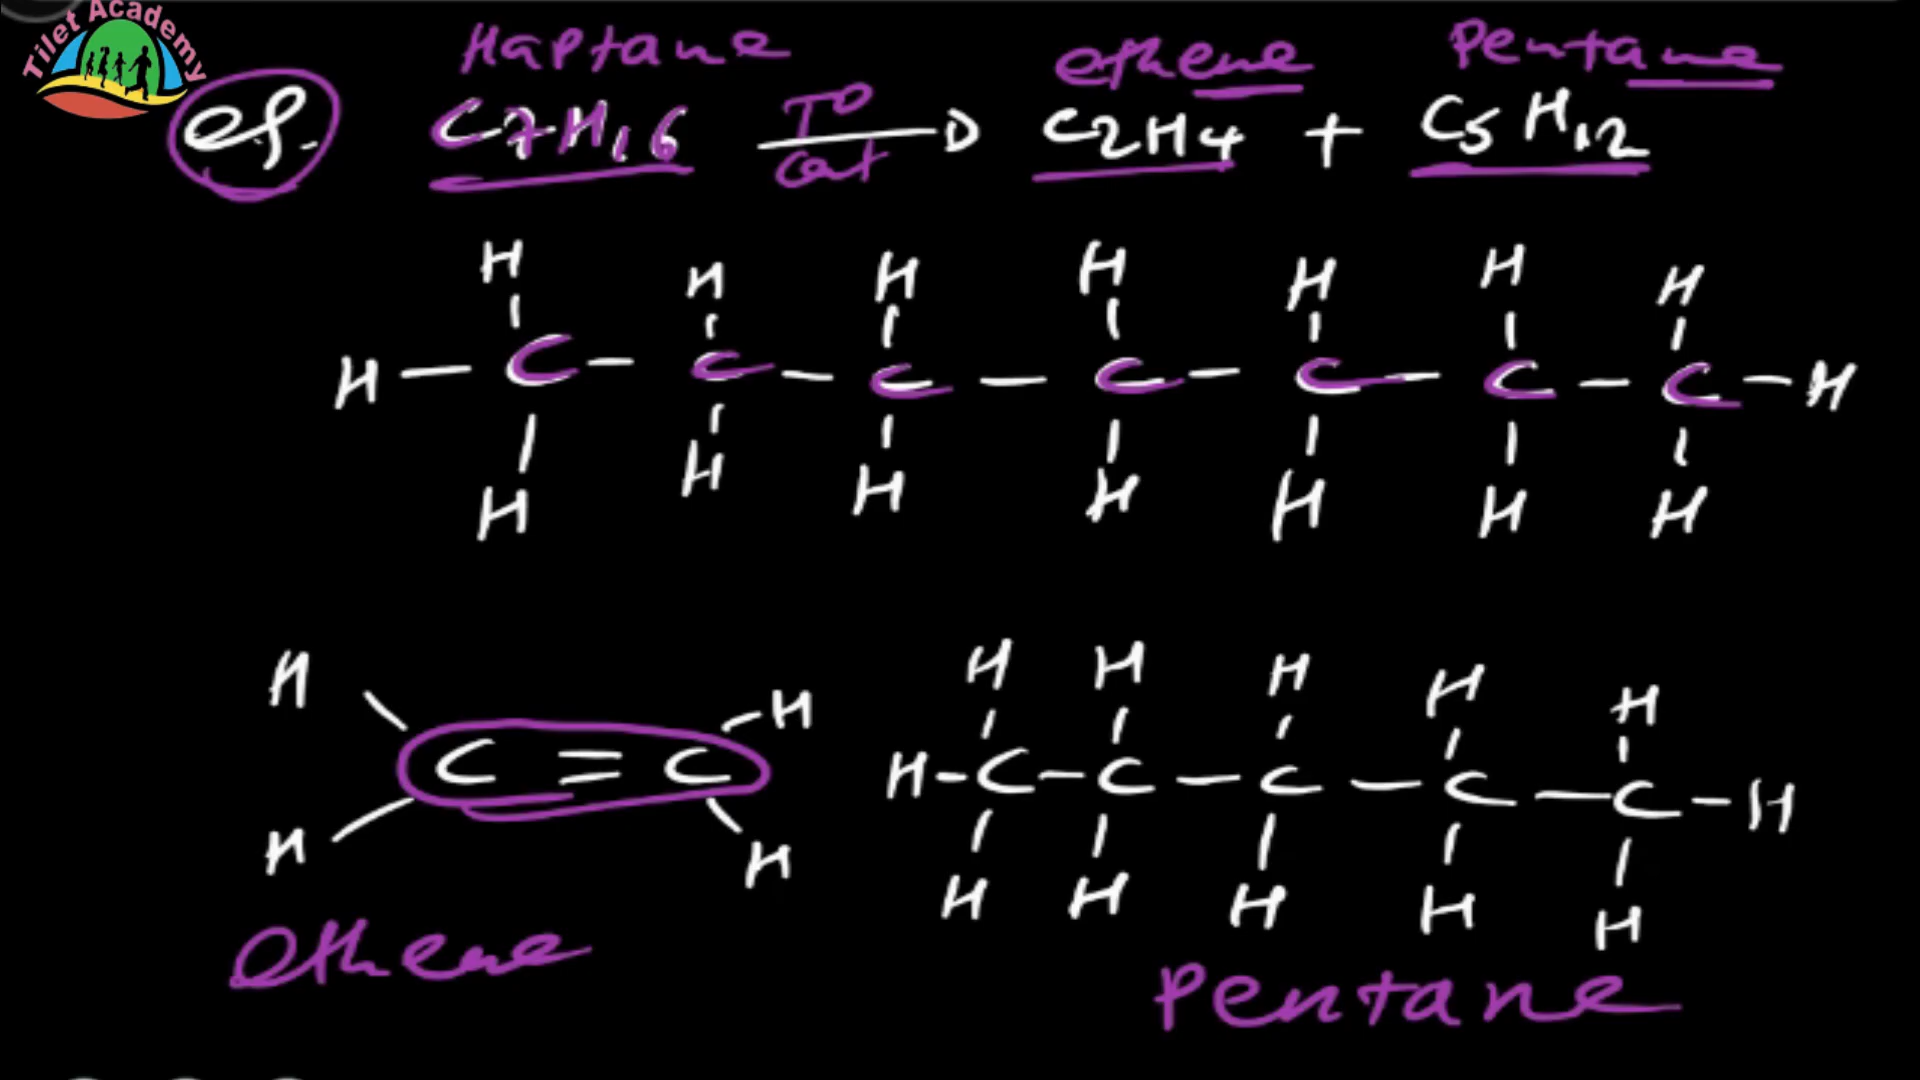 Tilet Academy
Haptane ethene Pentane
eg. C7H16 T° cat → C2H4 + C5H12
H H H H H H H
H — C — C — C — C — C — C — C — H
H H H H H H H
H H H H H H H
C = C H - C - C — C — C — C - H
H H H H H H H
ethene Pentane